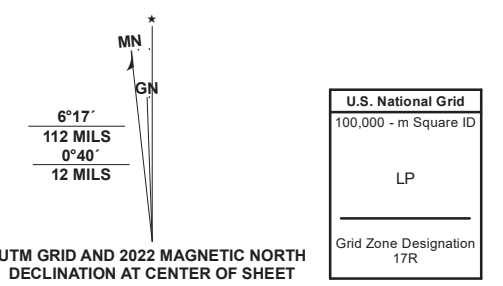 MN
GN
6°17´
112 MILS
0°40´
12 MILS
UTM GRID AND 2022 MAGNETIC NORTH
DECLINATION AT CENTER OF SHEET
U.S. National Grid
100,000 - m Square ID
LP
Grid Zone Designation
17R